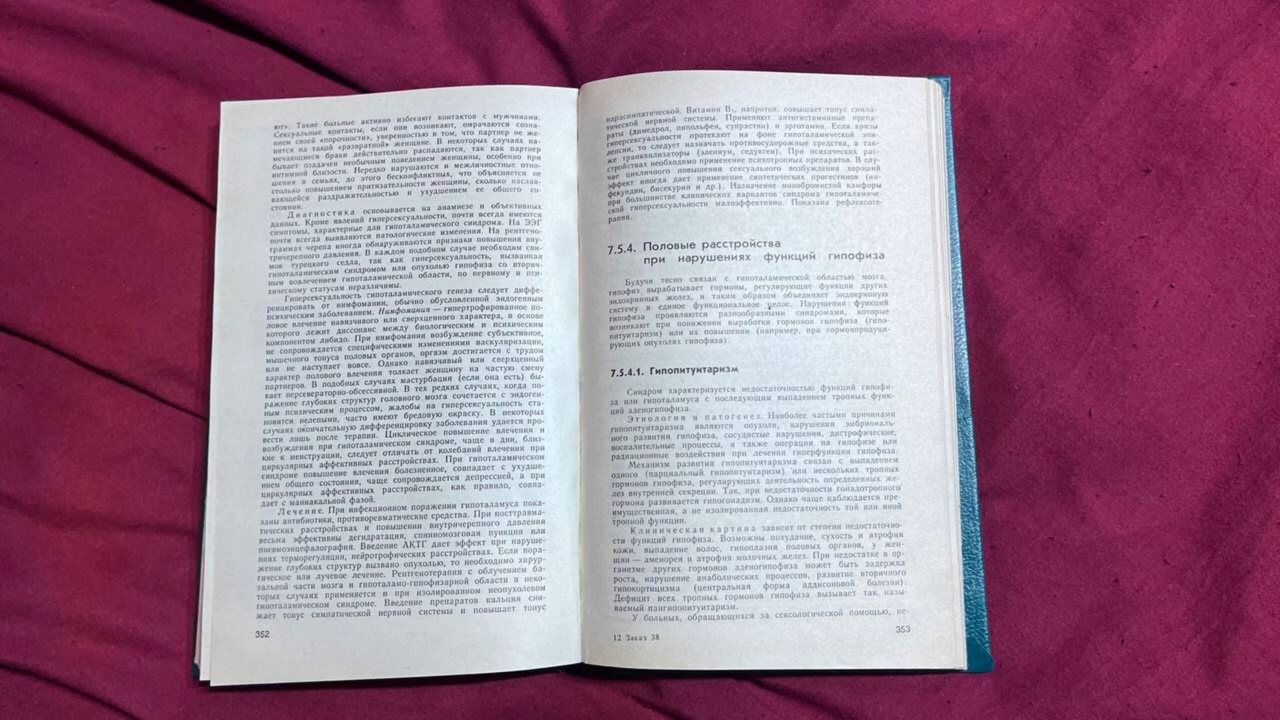 ют». Такие больные активно избегают контактов с мужчинами.
Сексуальные контакты, если они возникают, омрачаются созна-
нием своей «порочности», уверенностью в том, что партнер не же-
нится на такой «развратной» женщине. В некоторых случаях на-
мечающиеся браки действительно распадаются, так как партнер
бывает озадачен необычным поведением женщины, особенно при
интимной близости. Нередко нарушаются и межличностные отно-
шения в семьях, до этого бесконфликтных, что объясняется не
столько повышением притязательности женщины, сколько наслаи-
вающейся раздражительностью и ухудшением ее общего со-
стояния.
Диагностика основывается на анамнезе и объективных
данных. Кроме явлений гиперсексуальности, почти всегда имеются
симптомы, характерные для гипоталамического синдрома. На ЭЭГ
почти всегда выявляются патологические изменения. На рентгено-
граммах черепа иногда обнаруживаются признаки повышения вну-
тричерепного давления. В каждом подобном случае необходим сни-
мок турецкого седла, так как гиперсексуальность, вызванная
гипоталамическим синдромом или опухолью гипофиза со вторич-
ным вовлечением гипоталамической области, по нервному и пси-
хическому статусам неразличимы.
Гиперсексуальность гипоталамического генеза следует диффе-
ренцировать от нимфомании, обычно обусловленной эндогенным
психическим заболеванием. Нимфомания — гипертрофированное по-
ловое влечение навязчивого или сверхценного характера, в основе
которого лежит диссонанс между биологическим и психическим
компонентом либидо. При нимфомании возбуждение субъективное,
не сопровождается специфическими изменениями васкуляризации,
мышечного тонуса половых органов, оргазм достигается с трудом
или не наступает вовсе. Однако навязчивый или сверхценный
характер полового влечения толкает женщину на частую смену
партнеров. В подобных случаях мастурбация (если она есть) бы-
вает персевераторно-обсессивной. В тех редких случаях, когда по-
ражение глубоких структур головного мозга сочетается с эндоген-
ным психическим процессом, жалобы на гиперсексуальность ста-
новятся нелепыми, часто имеют бредовую окраску. В некоторых
случаях окончательную дифференцировку заболевания удается про-
вести лишь после терапии. Циклическое повышение влечения и
возбуждения при гипоталамическом синдроме, чаще в дни, близ-
кие к менструации, следует отличать от колебаний влечения при
циркулярных аффективных расстройствах. При гипоталамическом
синдроме повышение влечения болезненное, совпадает с ухудше-
нием общего состояния, чаще сопровождается депрессией, а при
циркулярных аффективных расстройствах, как правило, совпа-
дает с маниакальной фазой.
Лечение. При инфекционном поражении гипоталамуса пока-
заны антибиотики, противоревматические средства. При посттравма-
тических расстройствах и повышении внутричерепного давления
весьма эффективны дегидратация, спинномозговая пункция или
пневмоэнцефалография. Введение АКТГ дает эффект при наруше-
ниях терморегуляции, нейротрофических расстройствах. Если пора-
жение глубоких структур вызвано опухолью, то необходимо хирур-
гическое или лучевое лечение. Рентгенотерапия с облучением ба-
зальной части мозга и гипоталамо-гипофизарной области в неко-
торых случаях применяется и при изолированном неопухолевом
гипоталамическом синдроме. Введение препаратов кальция сни-
жает тонус симпатической нервной системы и повышает тонус
352
парасимпатической. Витамин В₁, напротив, повышает тонус симпа-
тической нервной системы. Применяют антигистаминные препа-
раты (димедрол, пипольфен, супрастин) и эрготамин. Если кризы
гиперсексуальности протекают на фоне гипоталамической эпи-
лепсии, то следует назначать противосудорожные средства, а так-
же транквилизаторы (элениум, седуксен). При психических рас-
стройствах необходимо применение психотропных препаратов. В слу-
чае цикличного повышения сексуального возбуждения хороший
эффект иногда дает применение синтетических прогестинов (ин-
фекундин, бисекурин и др.). Назначение монобромистой камфоры
при большинстве клинических вариантов синдрома гипоталамиче-
ской гиперсексуальности малоэффективно. Показана рефлексоте-
рапия.
7.5.4. Половые расстройства
при нарушениях функций гипофиза
Будучи тесно связан с гипоталамической областью мозга,
гипофиз вырабатывает гормоны, регулирующие функции других
эндокринных желез, и таким образом объединяет эндокринную
систему в единое функциональное целое. Нарушения функций
гипофиза проявляются разнообразными синдромами, которые
возникают при понижении выработки гормонов гипофиза (гипо-
питуитаризм) или их повышения (например, при гормонпродуци-
рующих опухолях гипофиза).
7.5.4.1. Гипопитуитаризм
Синдром характеризуется недостаточностью функций гипофи-
за или гипоталамуса с последующим выпадением тропных функ-
ций аденогипофиза.
Этиология и патогенез. Наиболее частыми причинами
гипопитуитаризма являются опухоли, нарушения эмбриональ-
ного развития гипофиза, сосудистые нарушения, дистрофические,
воспалительные процессы, а также операции на гипофизе или
радиационные воздействия при лечении гиперфункции гипофиза.
Механизм развития гипопитуитаризма связан с выпадением
одного (парциальный гипопитуитаризм) или нескольких тропных
гормонов гипофиза, регулирующих деятельность определенных же-
лез внутренней секреции. Так, при недостаточности гонадотропного
гормона развивается гипогонадизм. Однако чаще наблюдается пре-
имущественная, а не изолированная недостаточность той или иной
тропной функции.
Клиническая картина зависит от степени недостаточно-
сти функций гипофиза. Возможны похудание, сухость и атрофия
кожи, выпадение волос, гипоплазия половых органов, у жен-
щин — аменорея и атрофия молочных желез. При недостатке в ор-
ганизме других гормонов аденогипофиза может быть задержка
роста, нарушение анаболических процессов, развитие вторичного
гипокортицизма (центральная форма аддисоновой болезни).
Дефицит всех тропных гормонов гипофиза вызывает так назы-
ваемый пангипопитуитаризм.
У больных, обращающихся за сексологической помощью, не-
12 Заказ 38
353